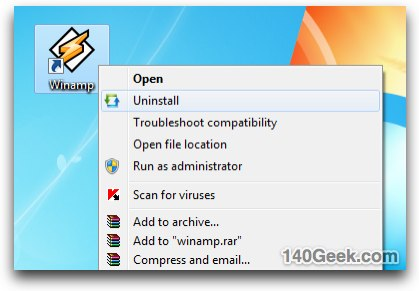 Winamp
Open
Uninstall
Troubleshoot compatibility
Open file location
Run as administrator
Scan for viruses
Add to archive...
Add to "winamp.rar"
Compress and email...
140Geek.com